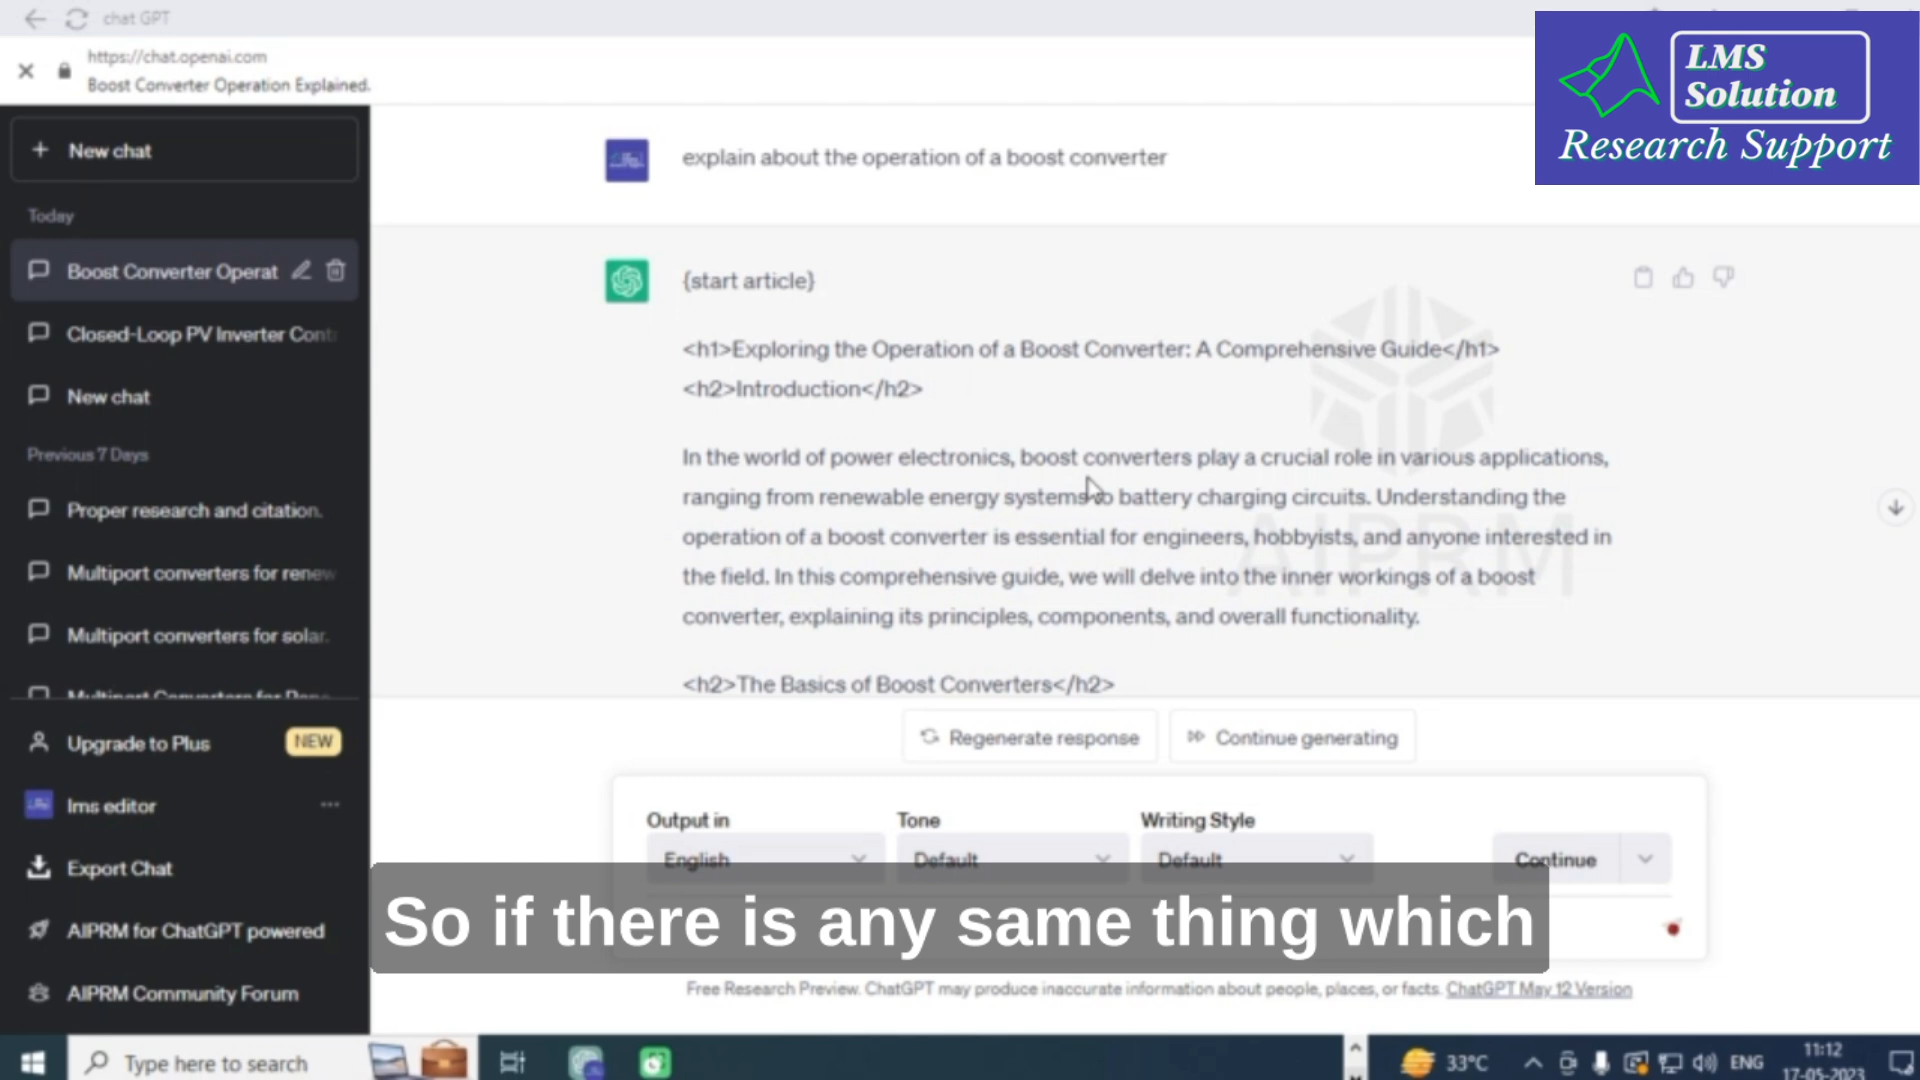 chat GPT
https://chat.openai.com
Boost Converter Operation Explained.
LMS
Solution
Research Support
New chat
Today
Boost Converter Operat
Closed-Loop PV Inverter Cont
New chat
Previous 7 Days
Proper research and citation.
Multiport converters for renew
Multiport converters for solar.
Multiport Converters for Rene
Upgrade to Plus NEW
lms editor
Export Chat
AIPRM for ChatGPT powered
AIPRM Community Forum
explain about the operation of a boost converter
{start article}
<h1>Exploring the Operation of a Boost Converter: A Comprehensive Guide</h1>
<h2>Introduction</h2>
In the world of power electronics, boost converters play a crucial role in various applications,
ranging from renewable energy systems to battery charging circuits. Understanding the
operation of a boost converter is essential for engineers, hobbyists, and anyone interested in
the field. In this comprehensive guide, we will delve into the inner workings of a boost
converter, explaining its principles, components, and overall functionality.
<h2>The Basics of Boost Converters</h2>
AIPRM
Regenerate response Continue generating
Output in Tone Writing Style
English Default Default Continue
So if there is any same thing which
Free Research Preview. ChatGPT may produce inaccurate information about people, places, or facts. ChatGPT May 12 Version
Type here to search 33°C ENG 11:12
17-05-2023